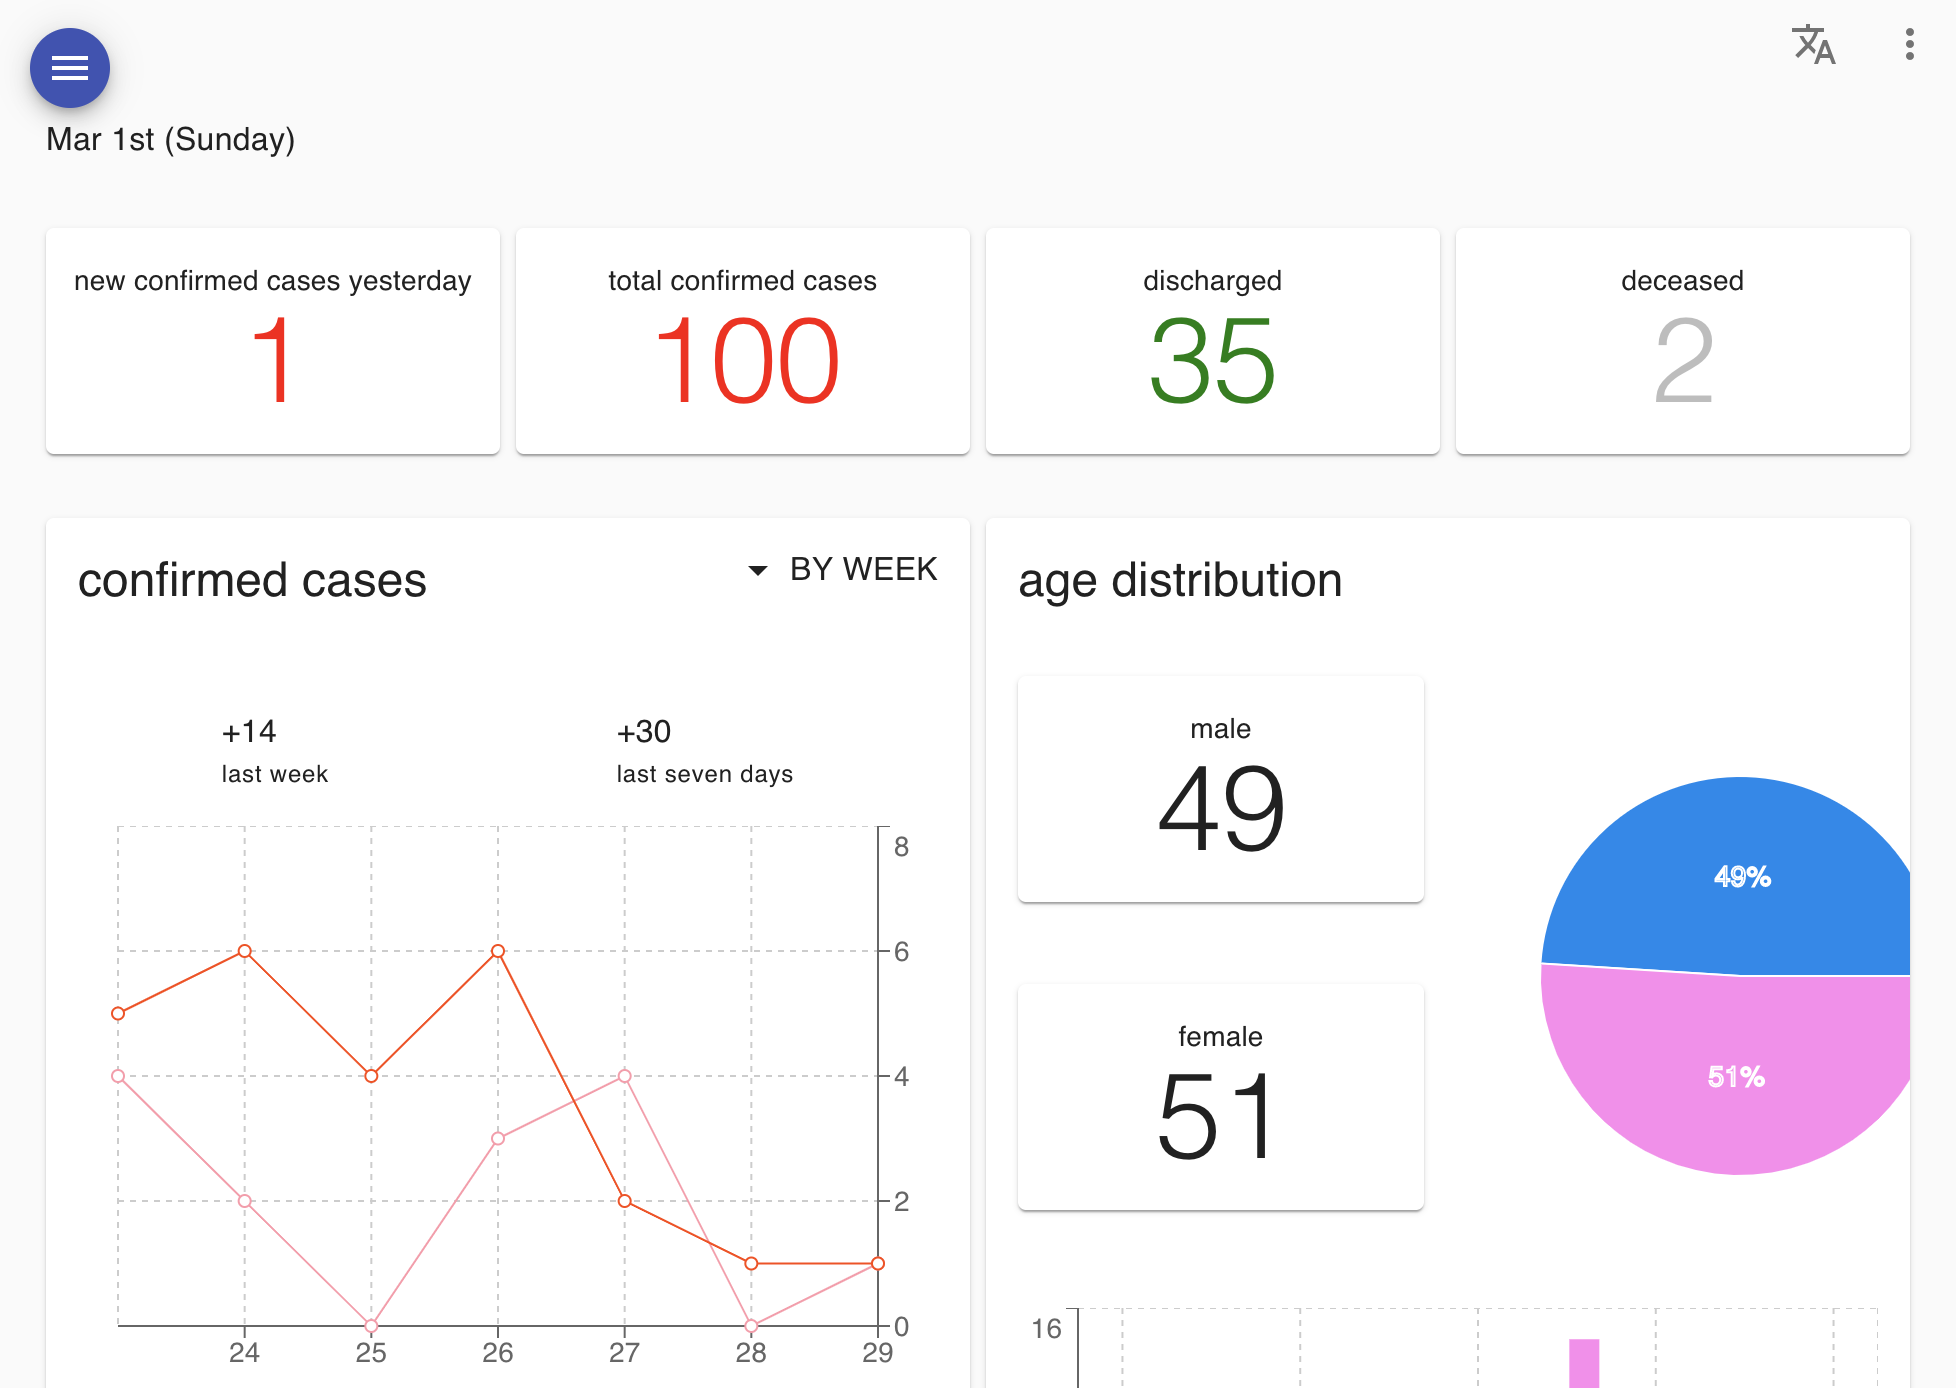 Mar 1st (Sunday)
new confirmed cases yesterday
1
total confirmed cases
100
discharged
35
deceased
2
confirmed cases
BY WEEK
+14
last week
+30
last seven days
8
6
4
2
0
24 25 26 27 28 29
age distribution
male
49
female
51
49%
51%
16